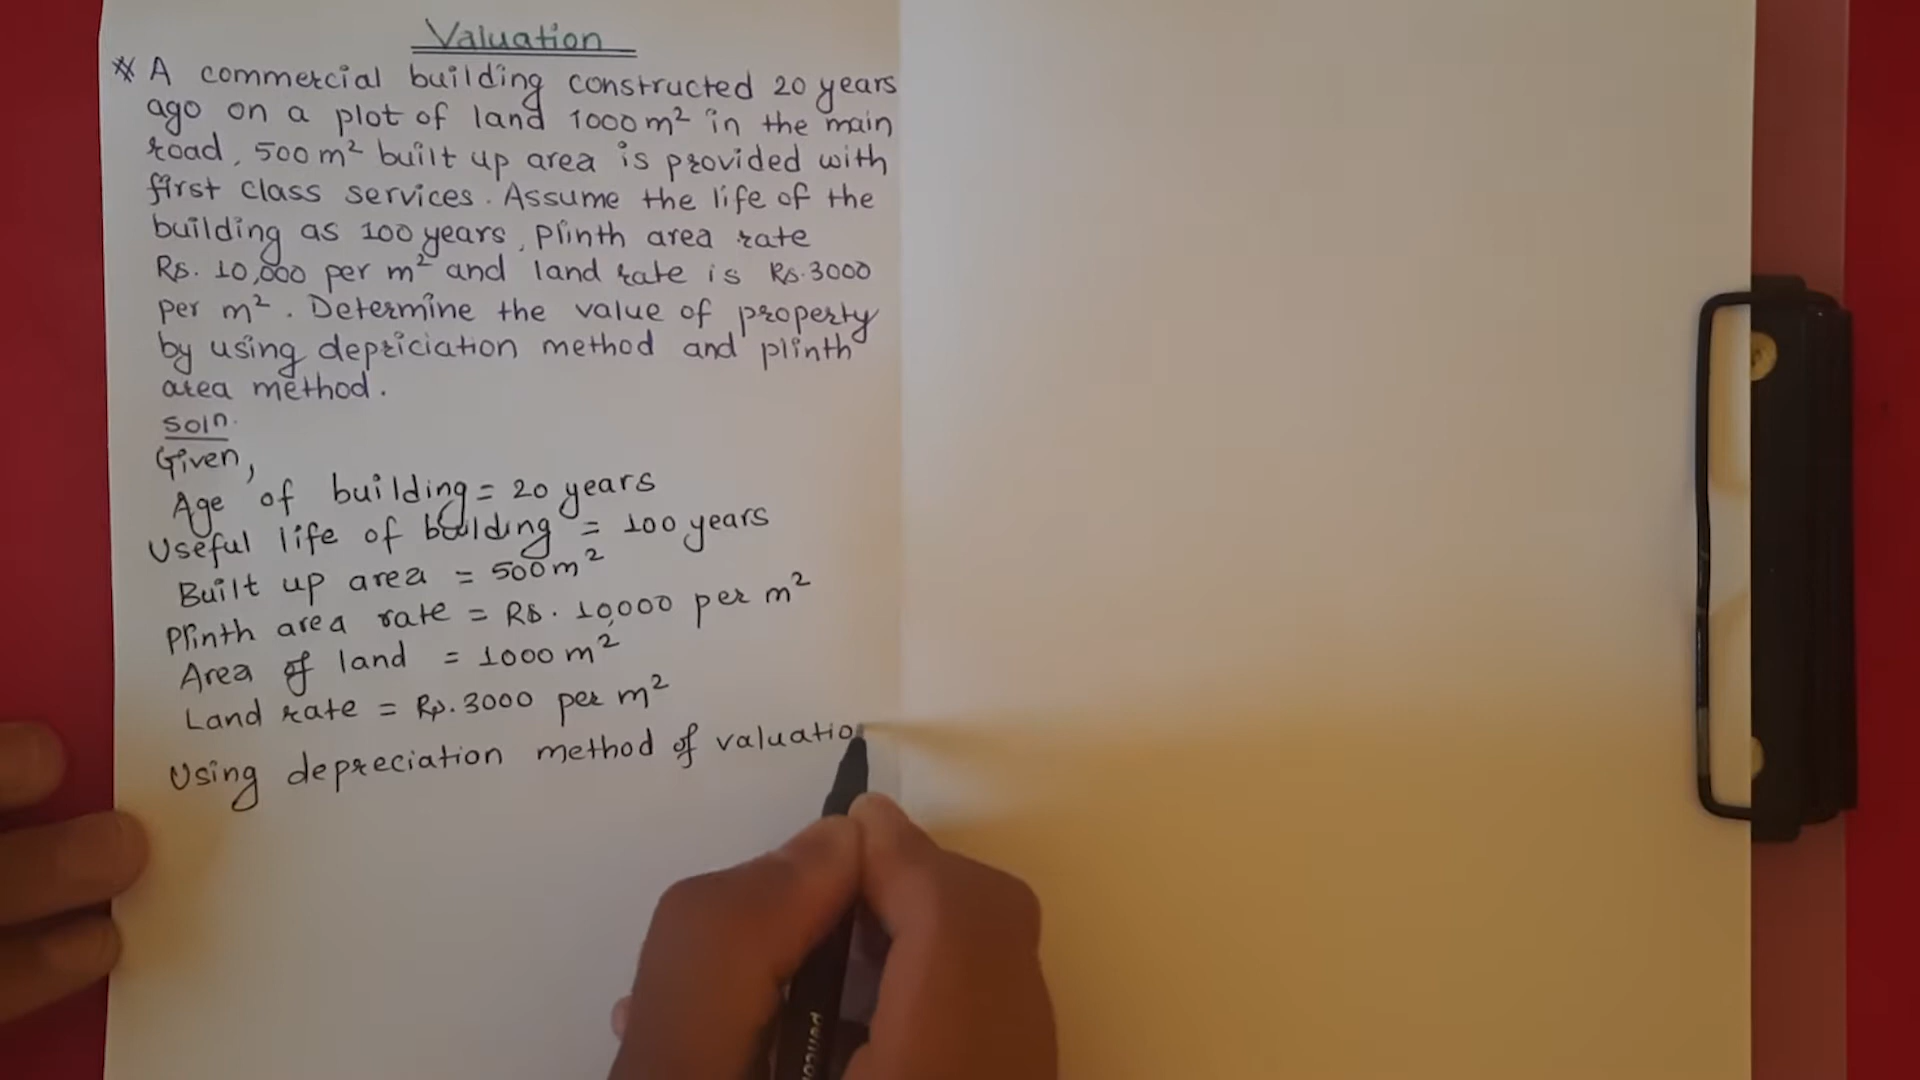 Valuation
* A commercial building constructed 20 years
ago on a plot of land 1000 m² in the main
road, 500 m² built up area is provided with
first class services. Assume the life of the
building as 100 years, plinth area rate
Rs. 10,000 per m² and land rate is Rs. 3000
per m². Determine the value of property
by using depriciation method and plinth
area method.
Soln.
Given,
Age of building = 20 years
Useful life of building = 100 years
Built up area = 500 m²
Plinth area rate = Rs. 10,000 per m²
Area of land = 1000 m²
Land rate = Rs. 3000 per m²
Using depreciation method of valuatio